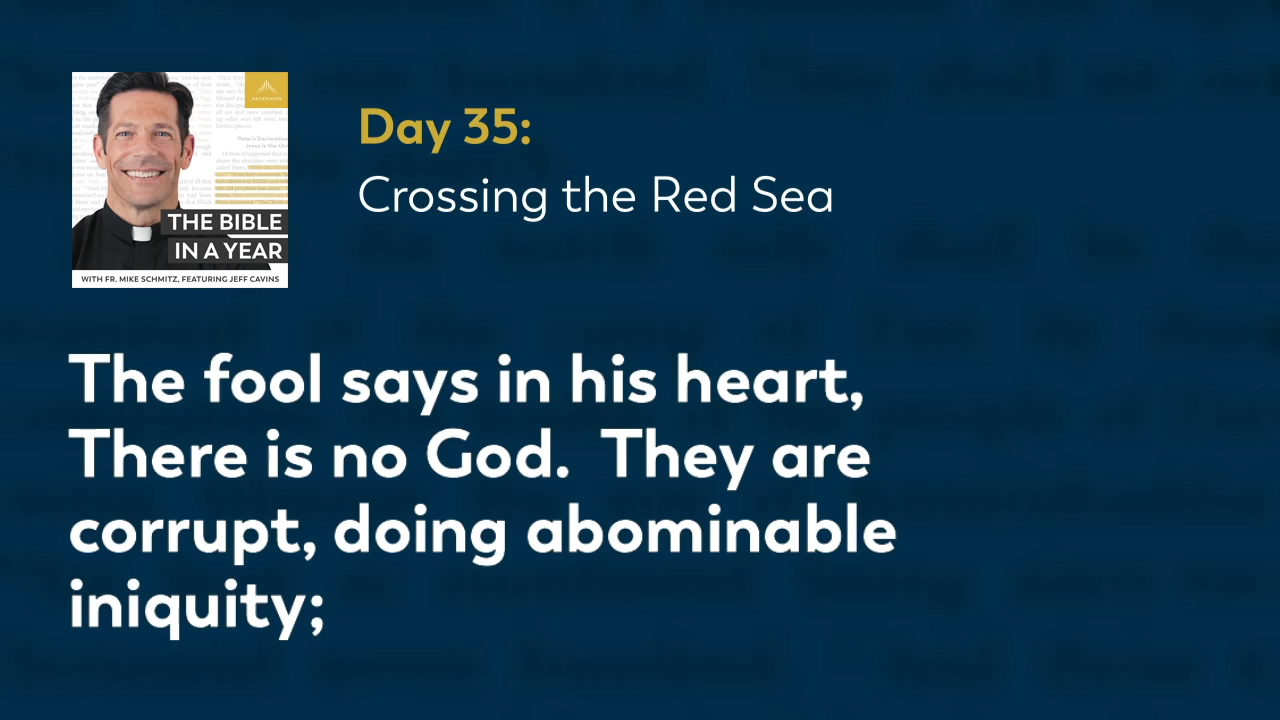 Day 35:
Crossing the Red Sea
ASCENSION
THE BIBLE
IN A YEAR
WITH FR. MIKE SCHMITZ, FEATURING JEFF CAVINS
The fool says in his heart,
There is no God. They are
corrupt, doing abominable
iniquity;